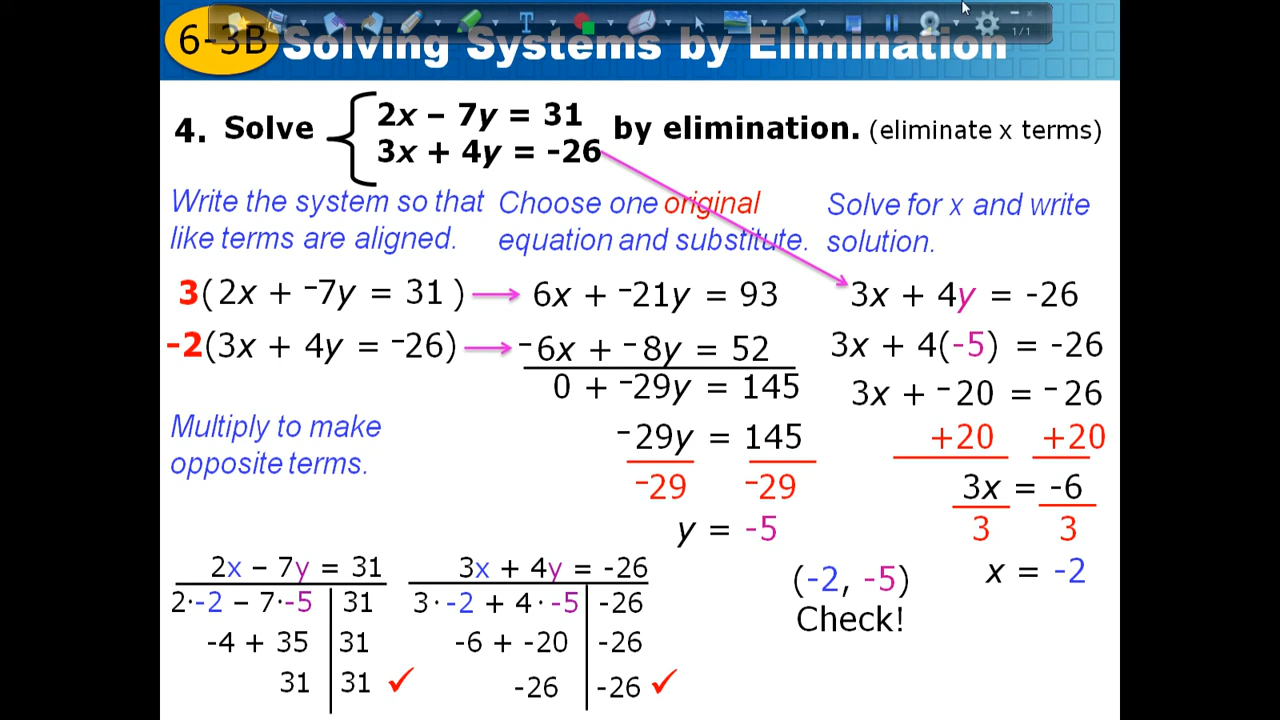 6-3B Solving Systems by Elimination
1/1
4. Solve { 2x – 7y = 31
3x + 4y = -26
by elimination. (eliminate x terms)
Write the system so that
like terms are aligned.
3(2x + ⁻7y = 31 )
-2(3x + 4y = ⁻26)
Multiply to make
opposite terms.
Choose one original
equation and substitute.
6x + ⁻21y = 93
⁻6x + ⁻8y = 52
0 + ⁻29y = 145
⁻29y = 145
⁻29 ⁻29
y = -5
Solve for x and write
solution.
3x + 4y = -26
3x + 4(-5) = -26
3x + ⁻20 = ⁻26
+20 +20
3x = -6
3 3
x = -2
2x – 7y = 31
2·-2 – 7·-5 31
-4 + 35 31
31 31 ✓
3x + 4y = -26
3·-2 + 4·-5 -26
-6 + -20 -26
-26 -26 ✓
(-2, -5)
Check!